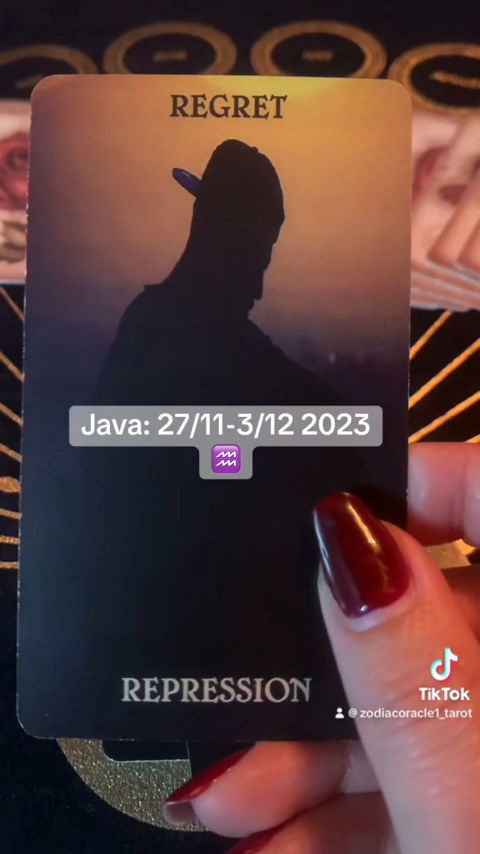 REGRET
Java: 27/11-3/12 2023
♒
REPRESSION
TikTok
@zodiacoracle1_tarot